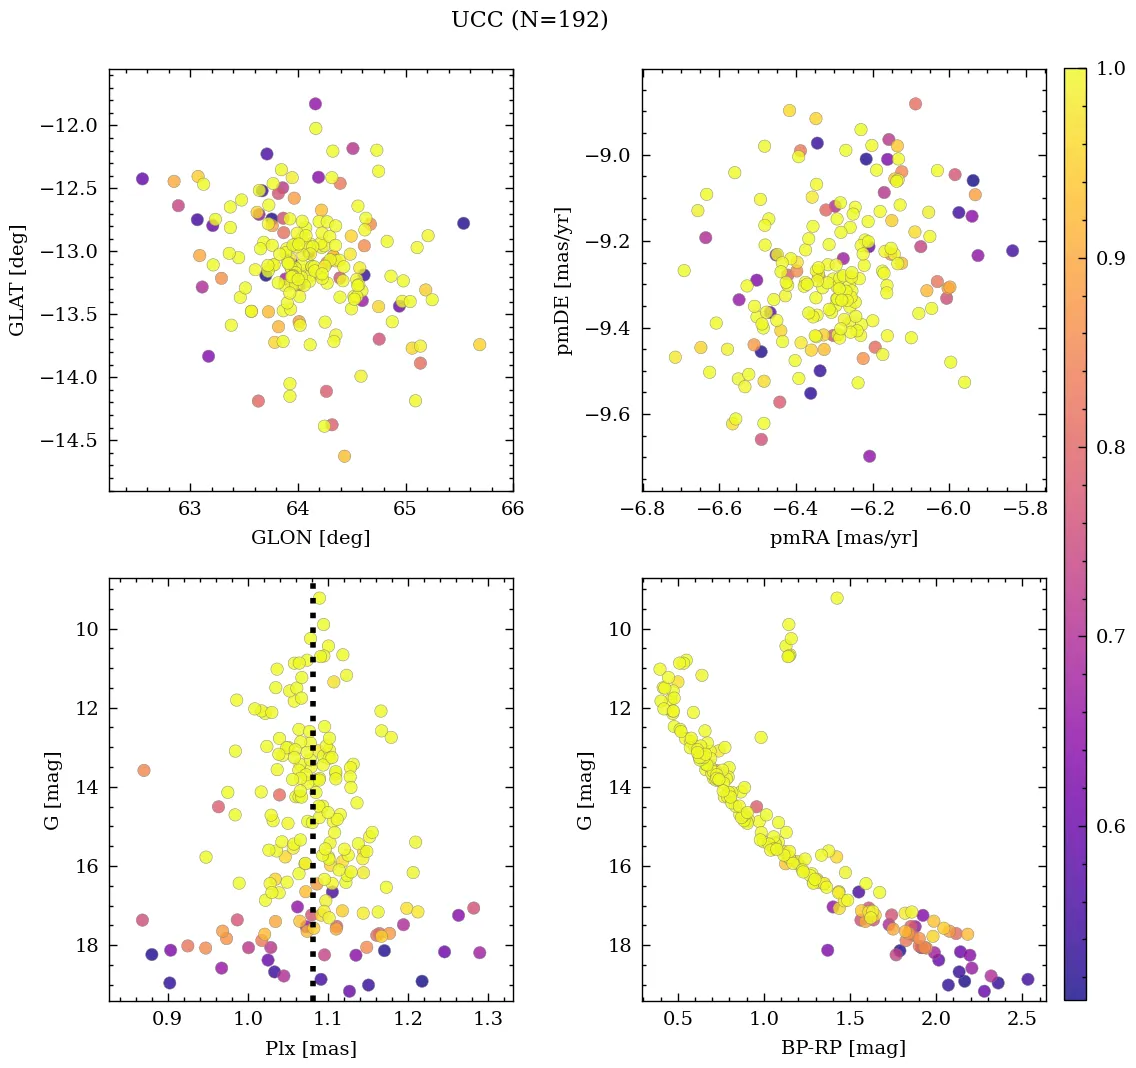 UCC (N=192)
−12.0
−12.5
−13.0
−13.5
−14.0
−14.5
GLAT [deg]
63 64 65 66
GLON [deg]
−9.0
−9.2
−9.4
−9.6
pmDE [mas/yr]
−6.8 −6.6 −6.4 −6.2 −6.0 −5.8
pmRA [mas/yr]
10
12
14
16
18
G [mag]
0.9 1.0 1.1 1.2 1.3
Plx [mas]
10
12
14
16
18
G [mag]
0.5 1.0 1.5 2.0 2.5
BP-RP [mag]
1.0
0.9
0.8
0.7
0.6